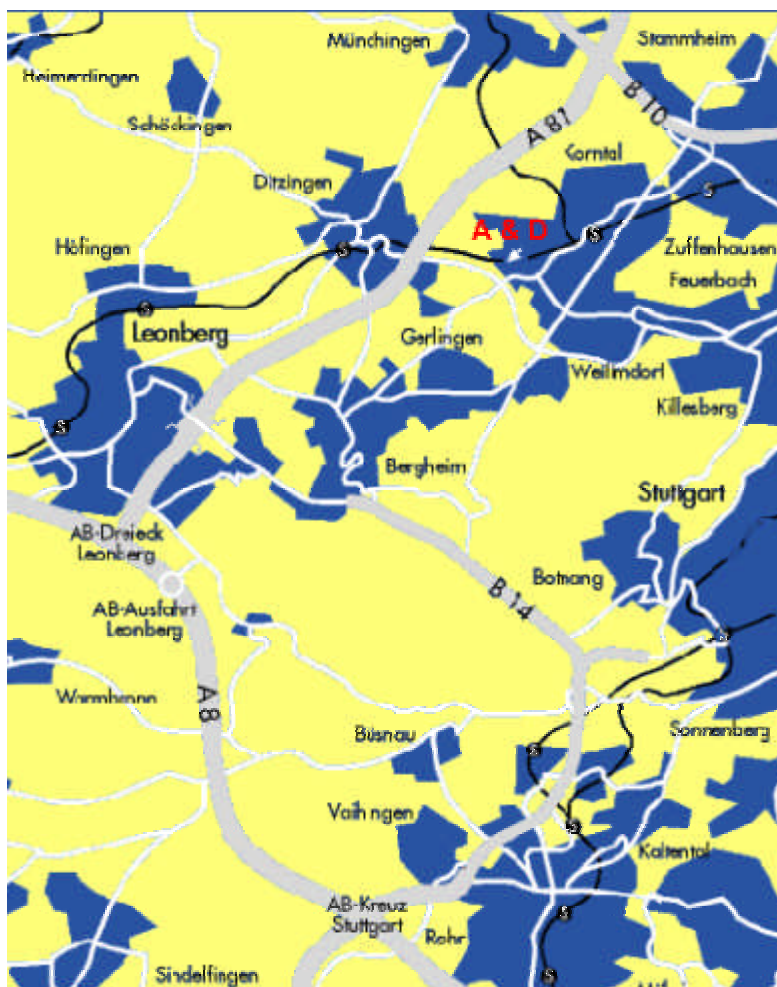 Münchingen
Stammheim
Heimerdingen
B 10
A 81
Schöckingen
Korntal
Ditzingen
S
A & D
S
Höfingen
S
Zuffenhausen
Feuerbach
S
Leonberg
Gerlingen
Weilimdorf
Killesberg
S
Bergheim
Stuttgart
AB-Dreieck
Leonberg
Botnang
B 14
AB-Ausfahrt
Leonberg
S
Warmbronn
A 8
Büsnau
Sonnenberg
S
Vaihingen
S
Kaltental
AB-Kreuz
Stuttgart
S
Rohr
Sindelfingen
S